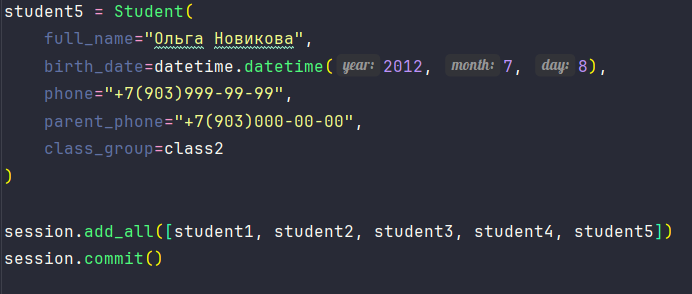 student5 = Student(
    full_name="Ольга Новикова",
    birth_date=datetime.datetime( year: 2012, month: 7, day: 8),
    phone="+7(903)999-99-99",
    parent_phone="+7(903)000-00-00",
    class_group=class2
)
session.add_all([student1, student2, student3, student4, student5])
session.commit()